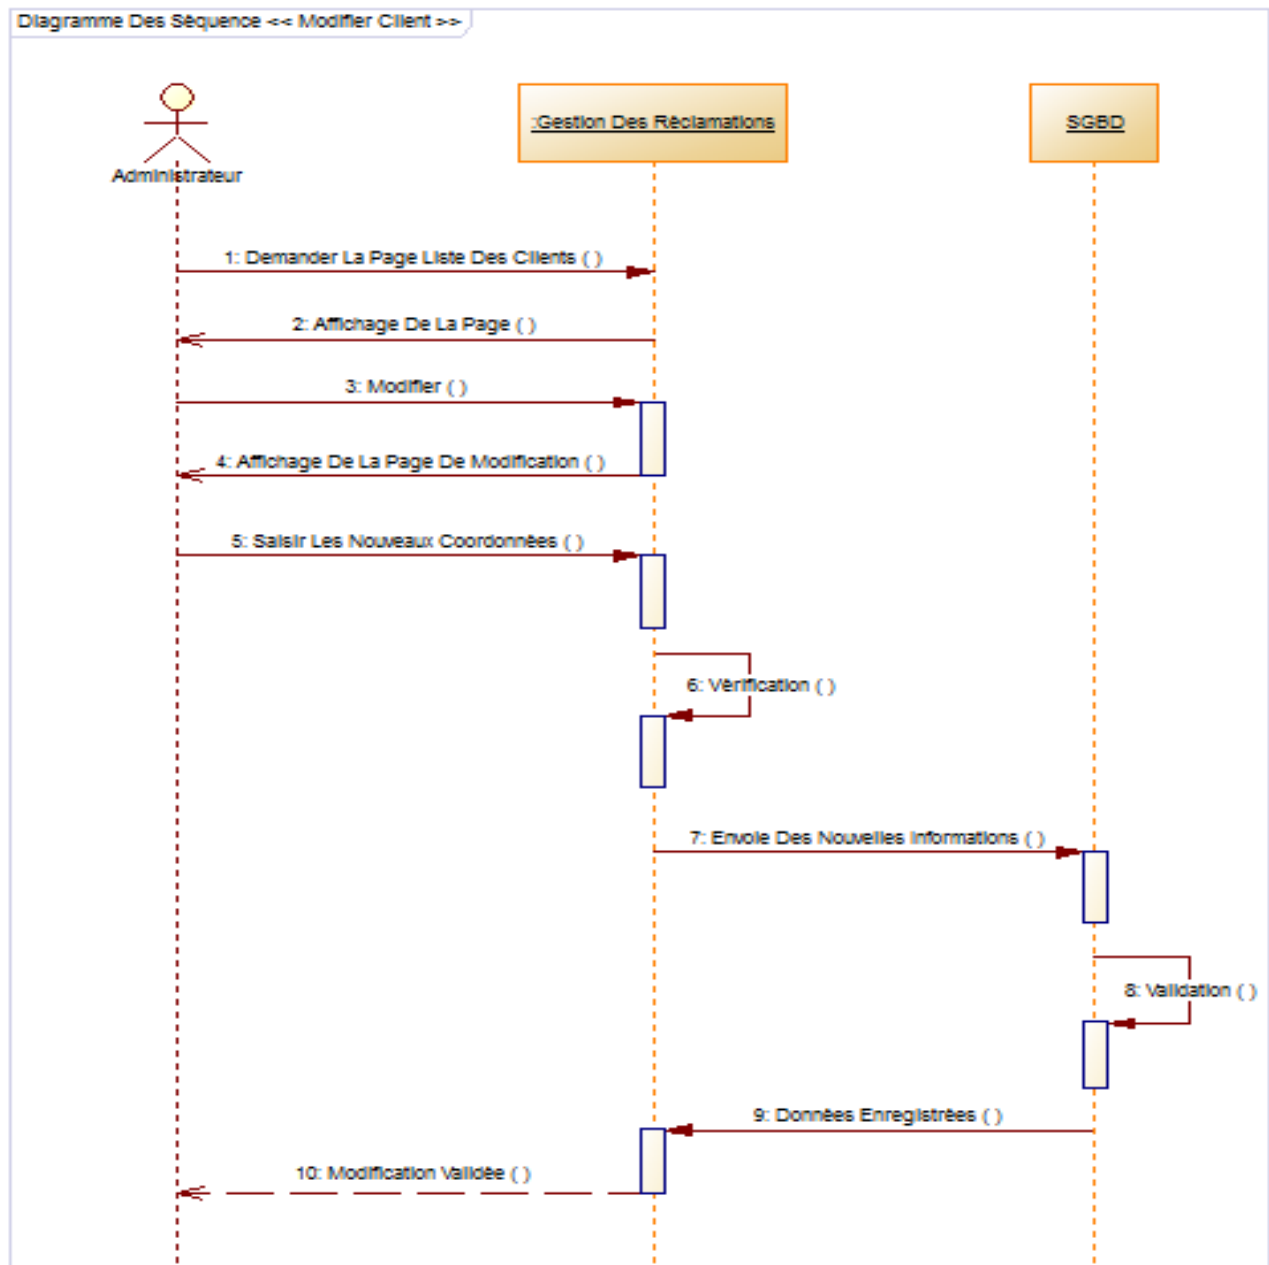 Diagramme Des Séquence << Modifier Client >>
:Gestion Des Réclamations
SGBD
Administrateur
1: Demander La Page Liste Des Clients ( )
2: Affichage De La Page ( )
3: Modifier ( )
4: Affichage De La Page De Modification ( )
5: Saisir Les Nouveaux Coordonnées ( )
6: Vérification ( )
7: Envoie Des Nouvelles Informations ( )
8: Validation ( )
9: Données Enregistrées ( )
10: Modification Validée ( )